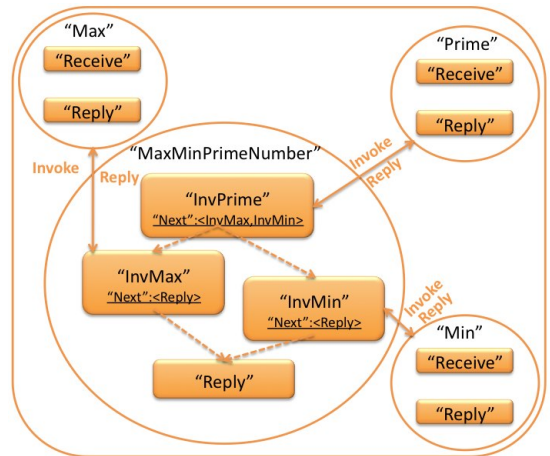 “Max”
“Receive”
“Reply”
“Prime”
“Receive”
“Reply”
Invoke
Reply
“MaxMinPrimeNumber”
Invoke
Reply
“InvPrime”
“Next”:<InvMax,InvMin>
“InvMax”
“Next”:<Reply>
“InvMin”
“Next”:<Reply>
“Reply”
Invoke
Reply
“Min”
“Receive”
“Reply”